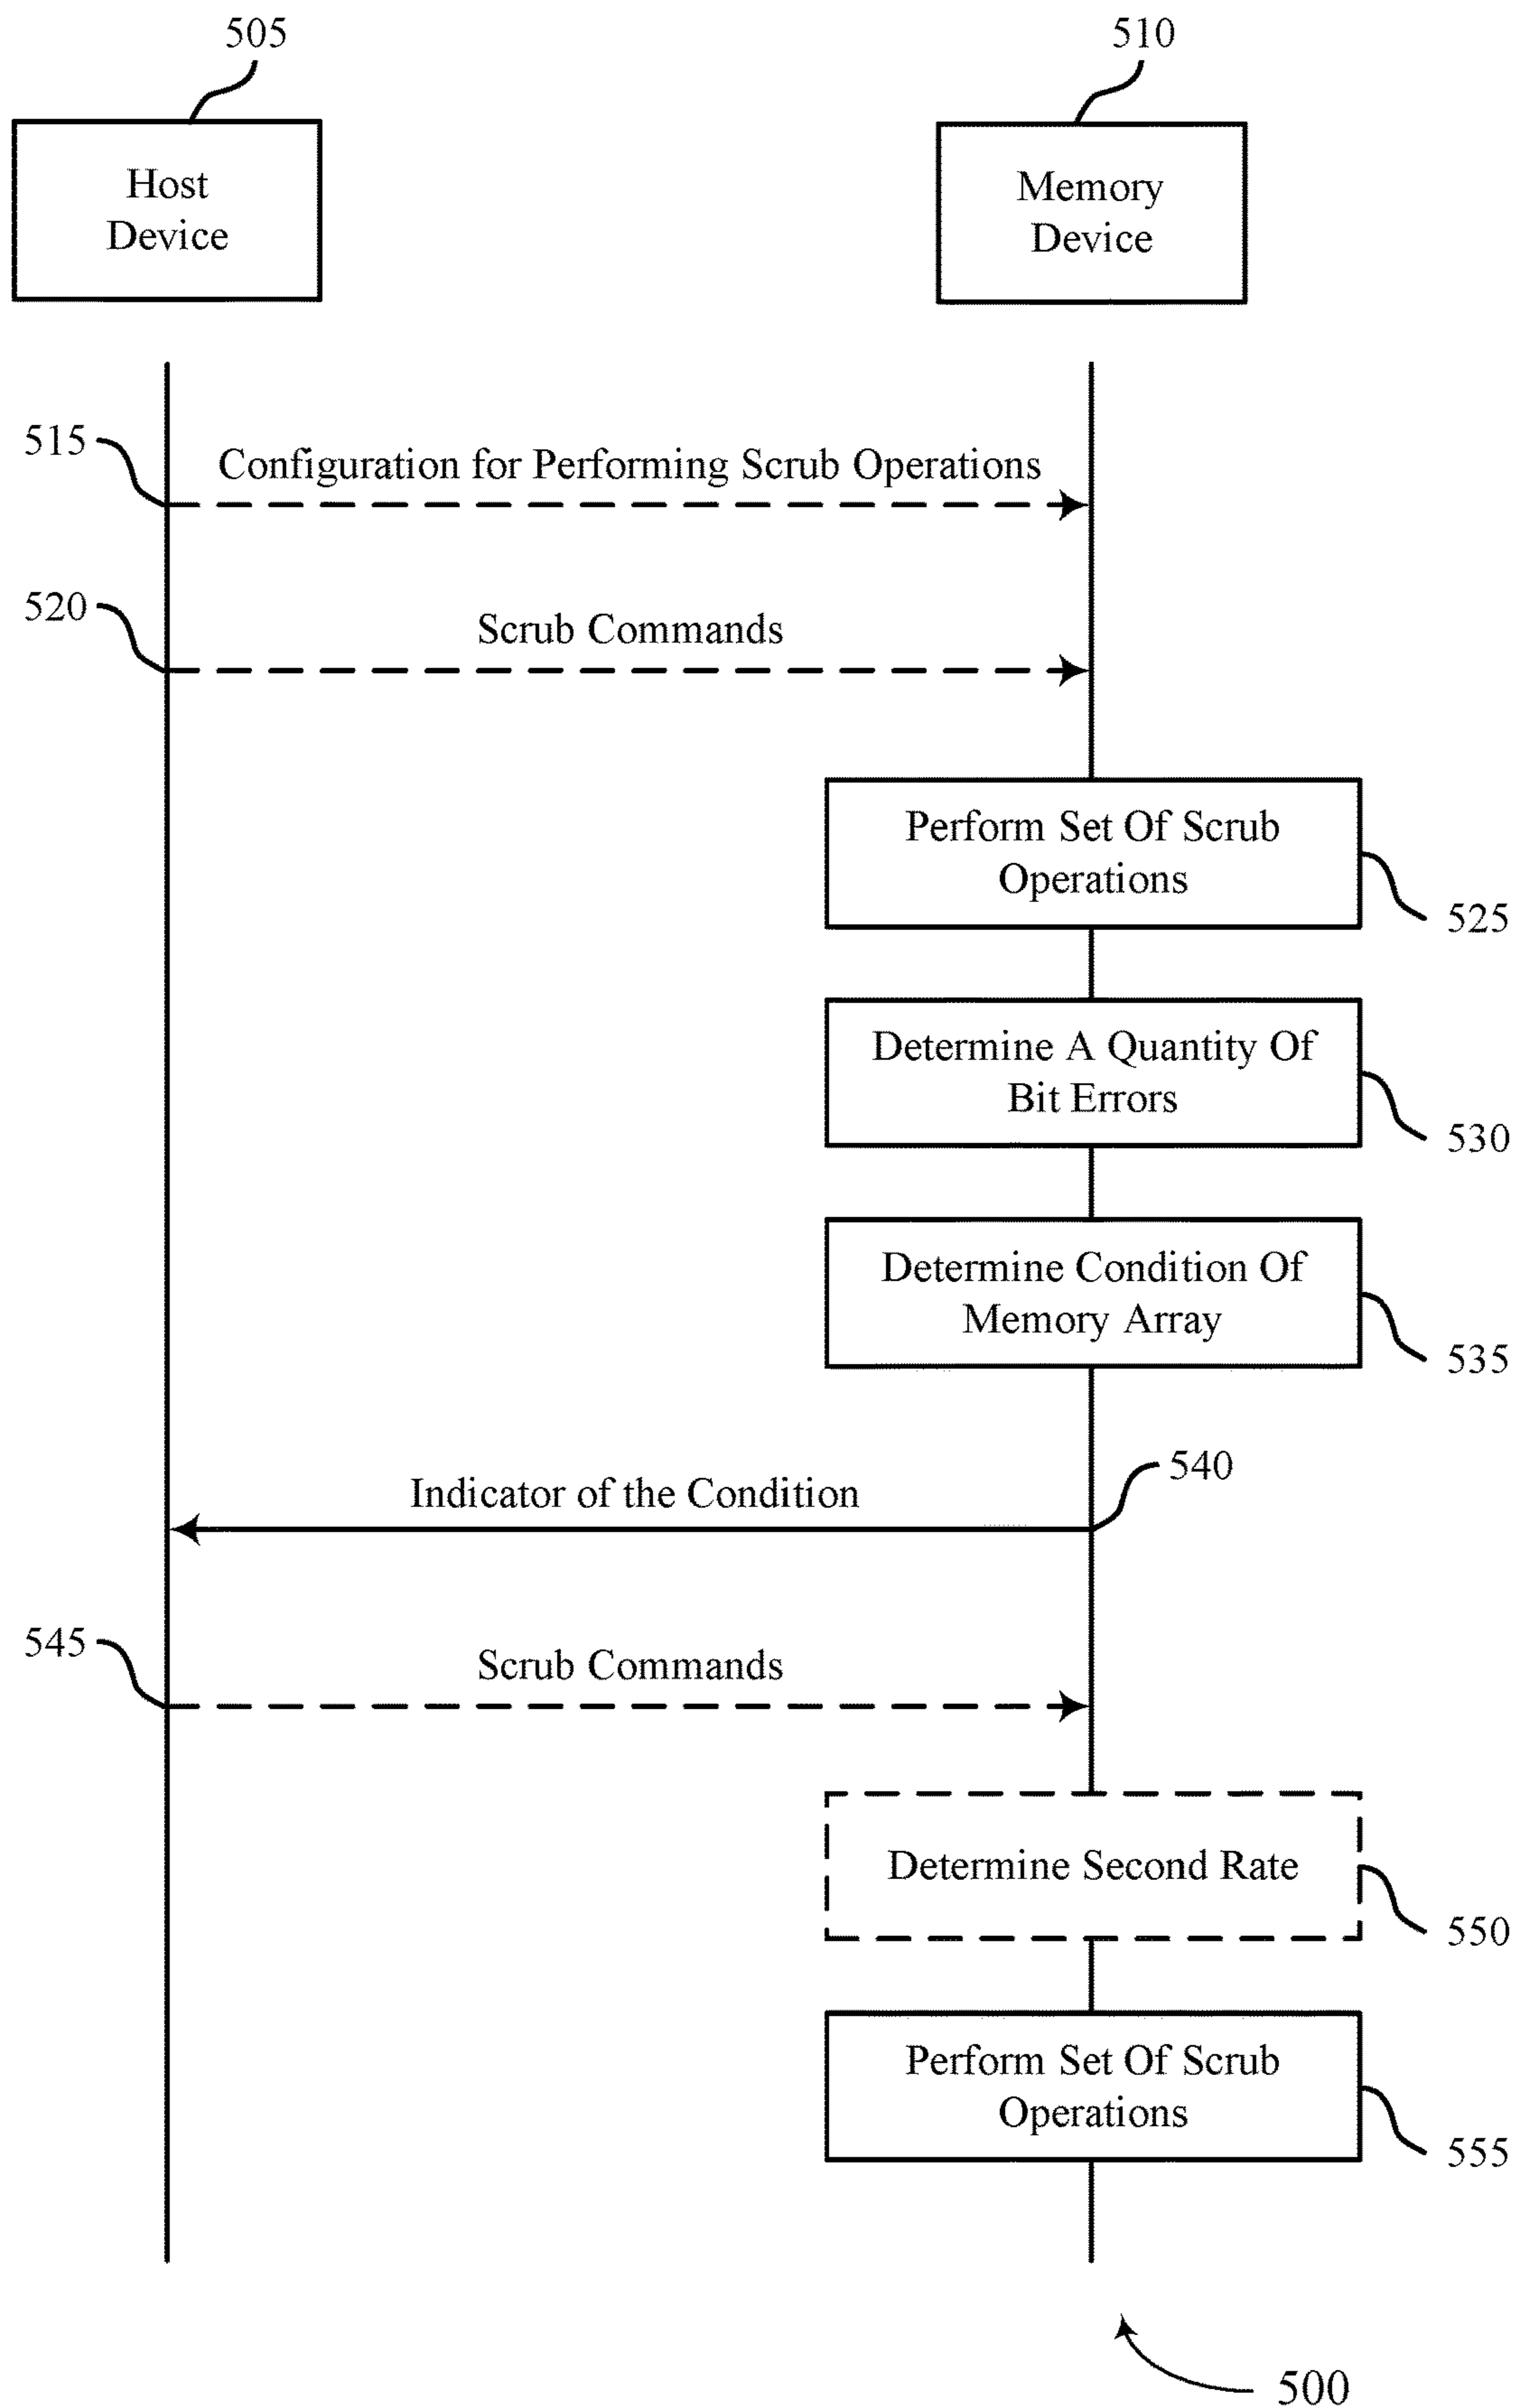 505
510
Host
Device
Memory
Device
515
Configuration for Performing Scrub Operations
520
Scrub Commands
Perform Set Of Scrub
Operations
525
Determine A Quantity Of
Bit Errors
530
Determine Condition Of
Memory Array
535
540
Indicator of the Condition
545
Scrub Commands
Determine Second Rate
550
Perform Set Of Scrub
Operations
555
500